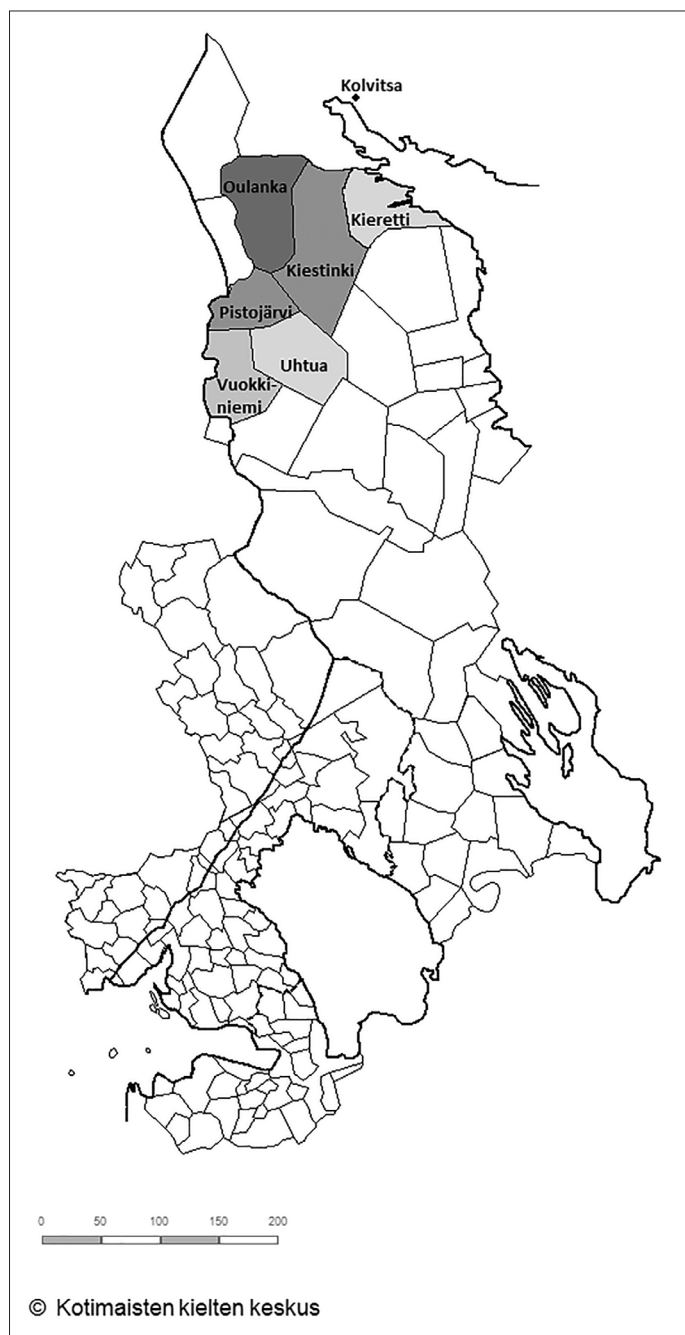 Kolvitsa
Oulanka
Kieretti
Kiestinki
Pistojärvi
Uhtua
Vuokki-
niemi
0 50 100 150 200
© Kotimaisten kielten keskus